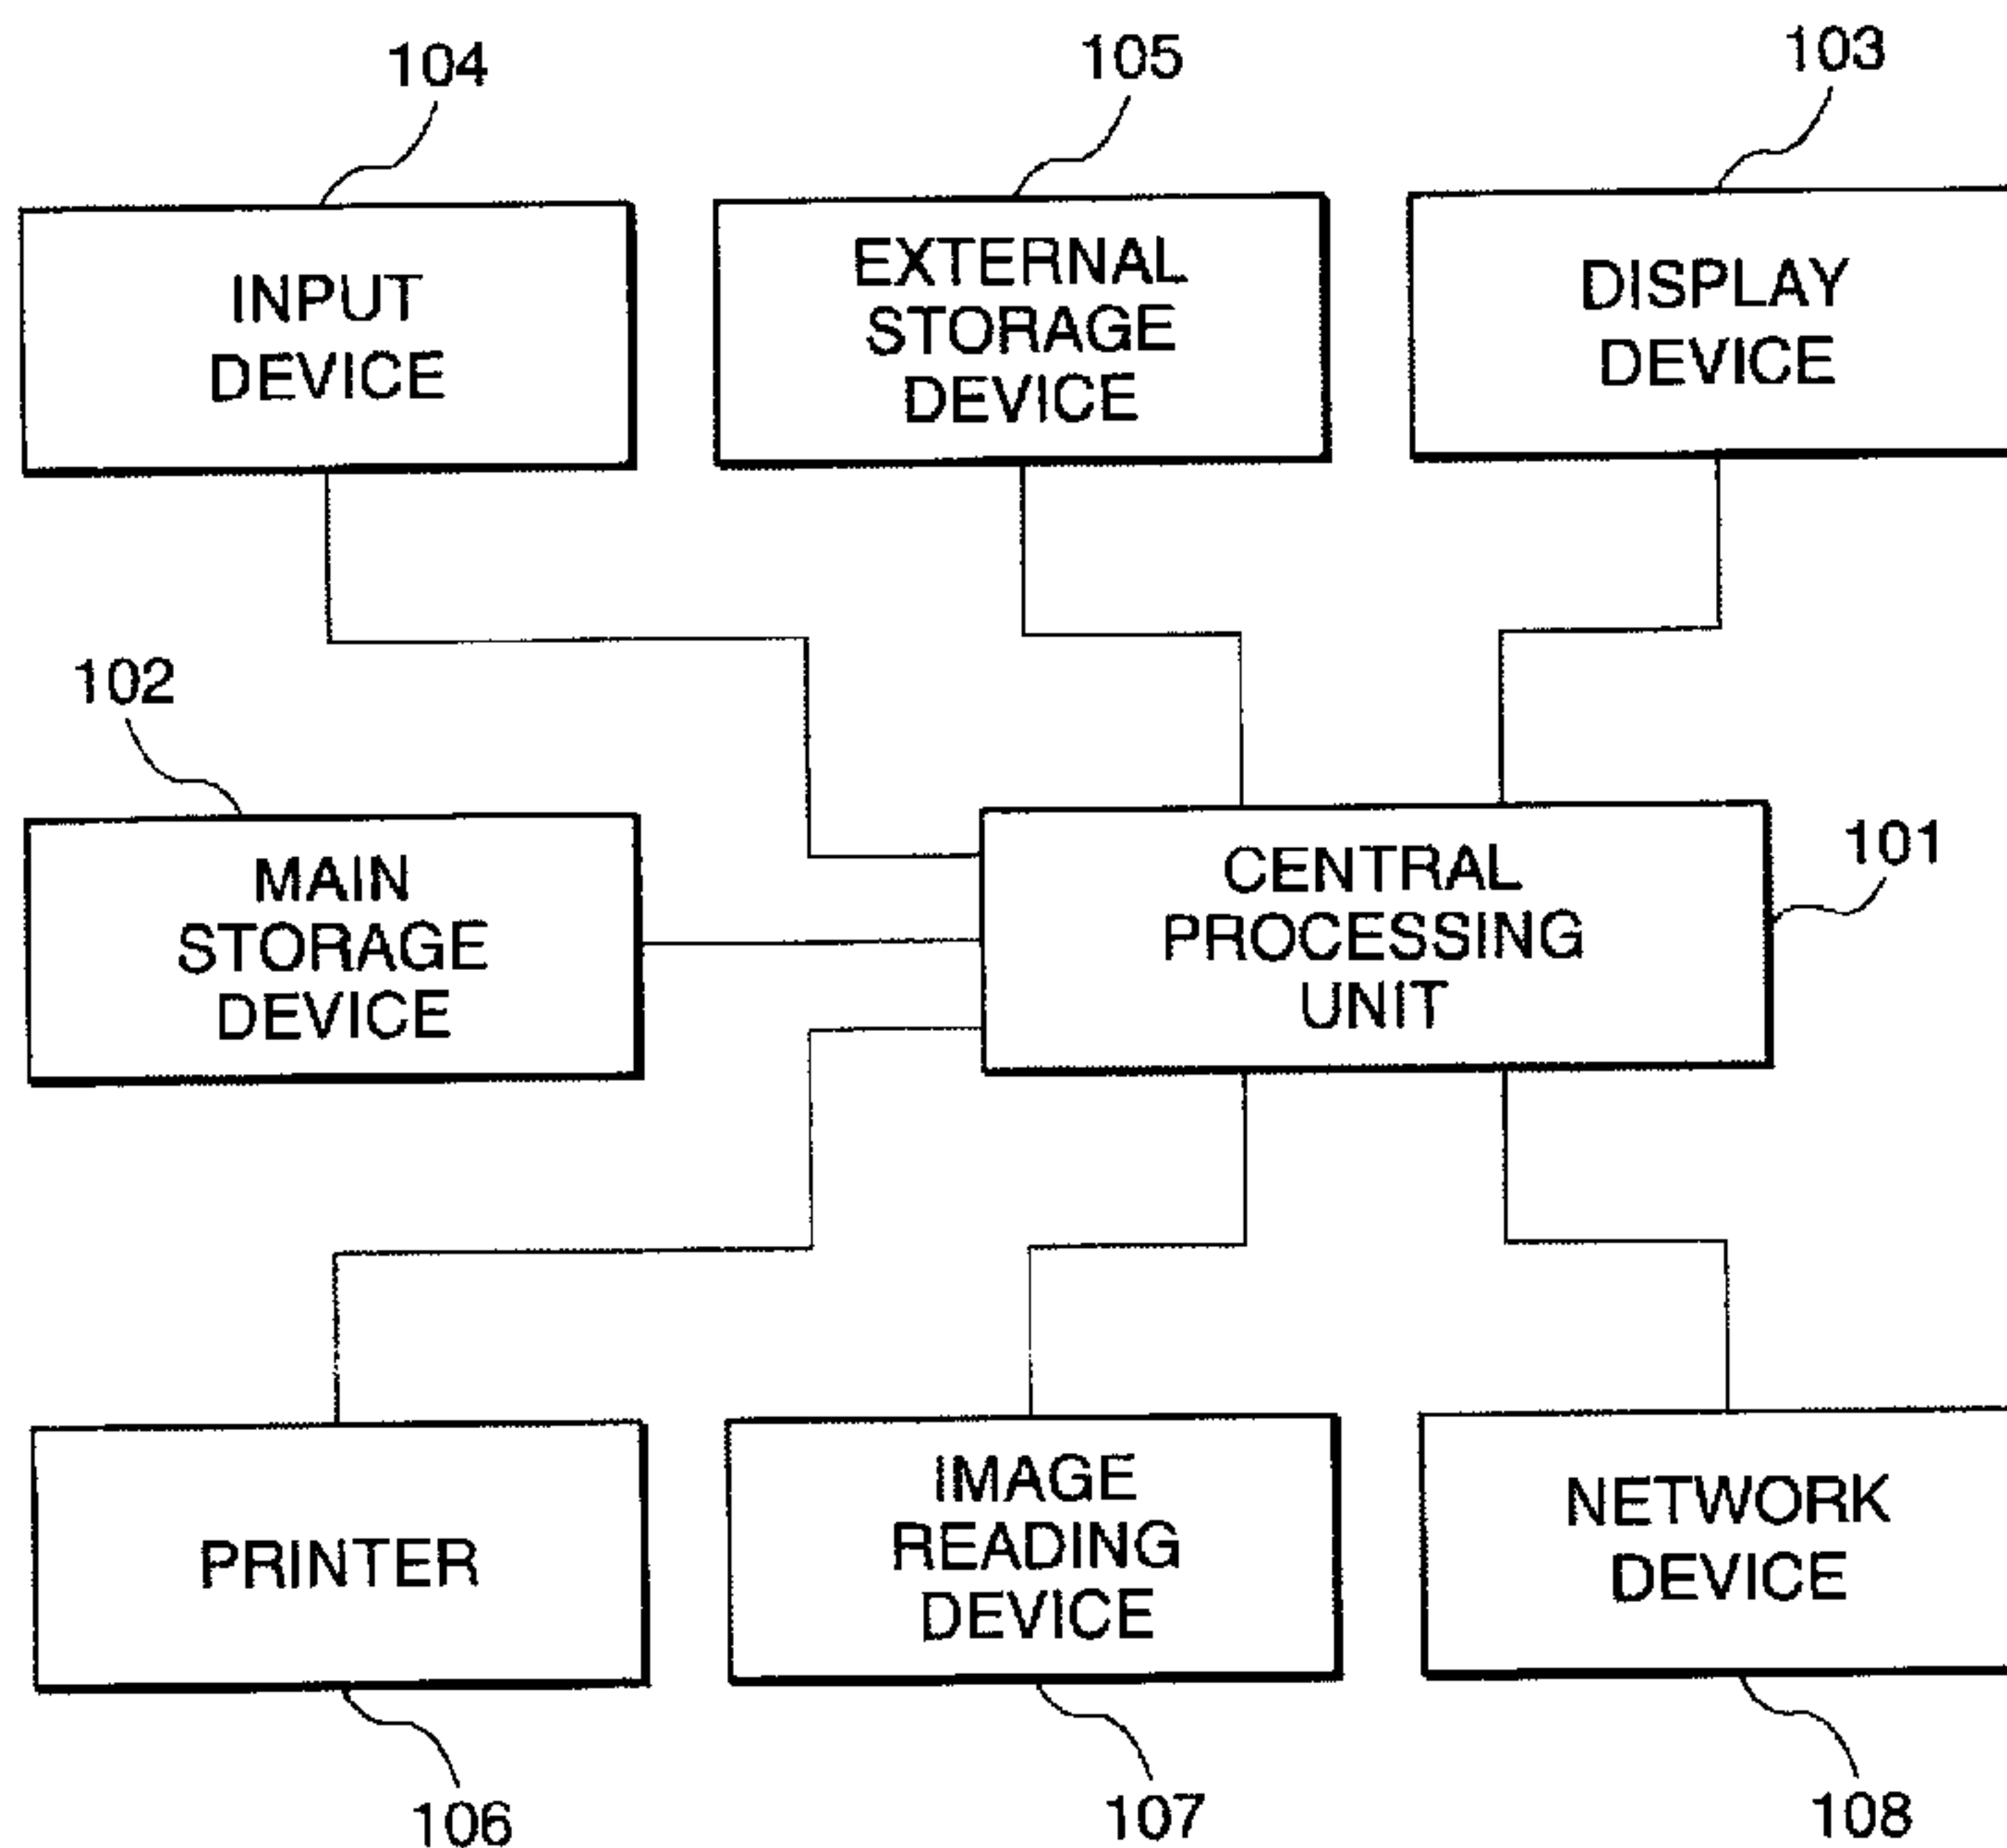 104
105
103
INPUT
DEVICE
EXTERNAL
STORAGE
DEVICE
DISPLAY
DEVICE
102
MAIN
STORAGE
DEVICE
CENTRAL
PROCESSING
UNIT
101
PRINTER
IMAGE
READING
DEVICE
NETWORK
DEVICE
106
107
108